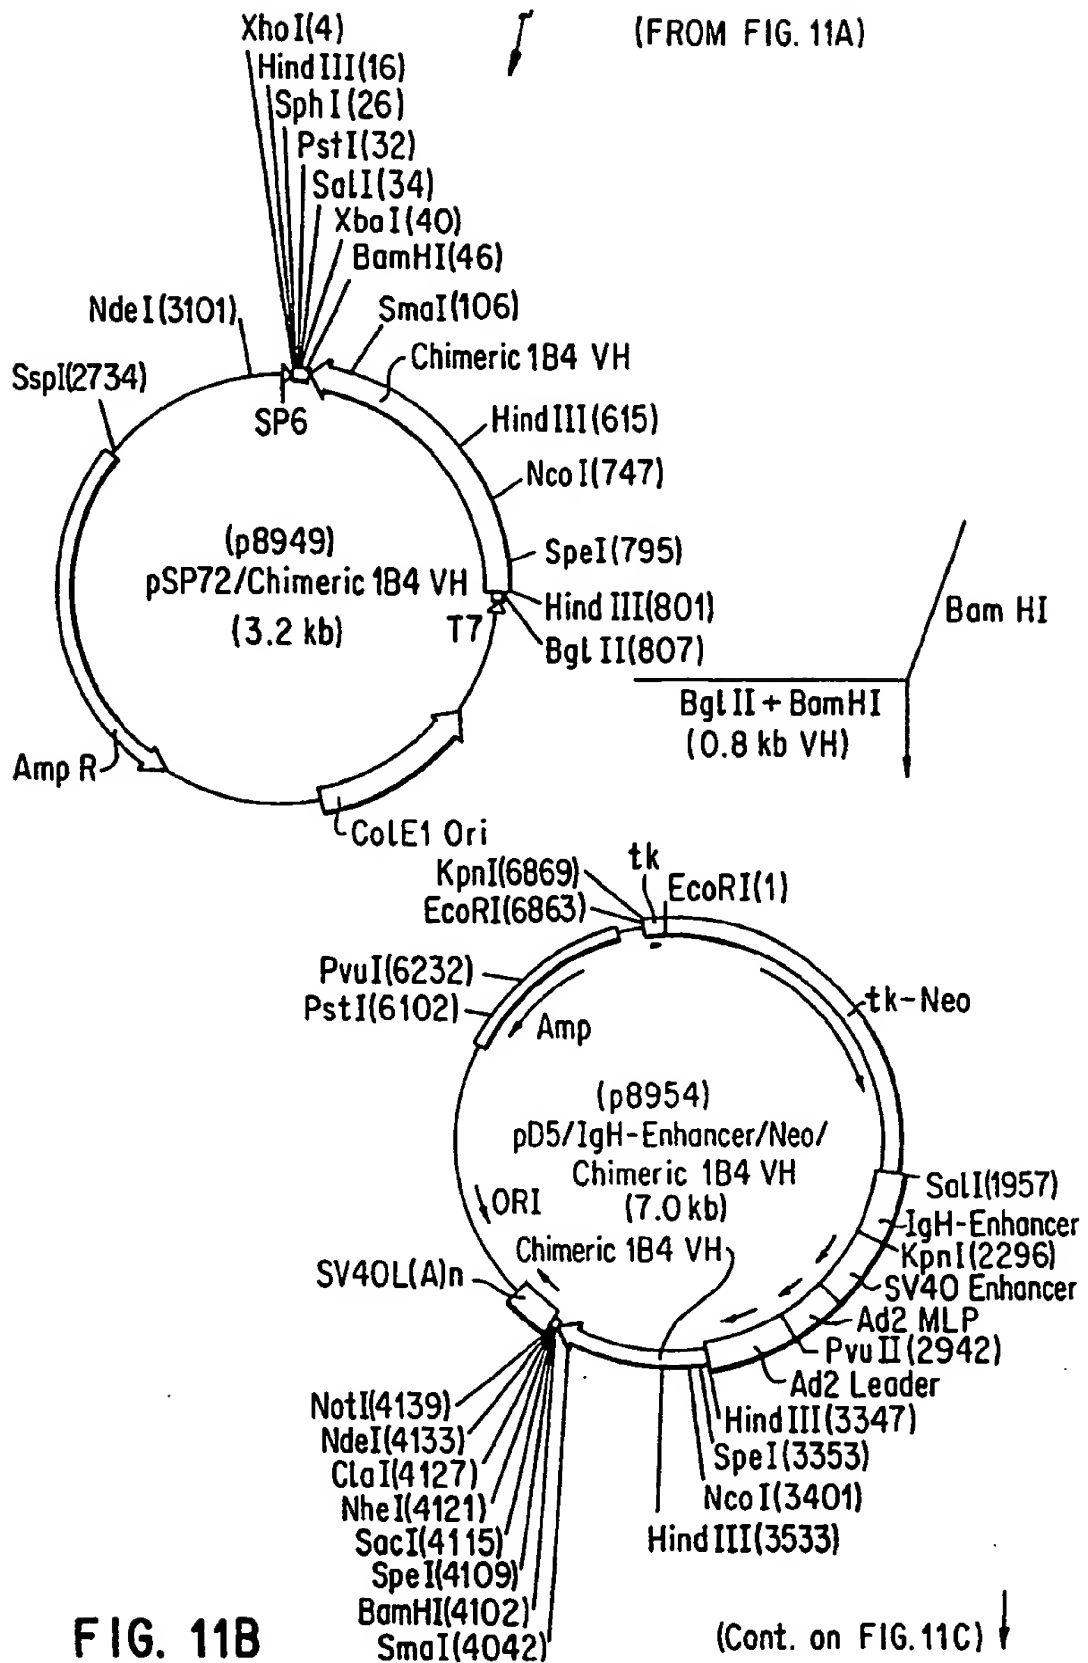 (FROM FIG. 11A)
XhoI(4)
HindIII(16)
SphI(26)
PstI(32)
SalI(34)
XbaI(40)
BamHI(46)
NdeI(3101)
SmaI(106)
Chimeric 1B4 VH
SspI(2734)
SP6
HindIII(615)
NcoI(747)
(p8949)
pSP72/Chimeric 1B4 VH
(3.2 kb)
SpeI(795)
Hind III(801)
T7
Bgl II(807)
Bam HI
Bgl II + BamHI
(0.8 kb VH)
Amp R
ColE1 Ori
tk
KpnI(6869)
EcoRI(1)
EcoRI(6863)
PvuI(6232)
PstI(6102)
tk-Neo
Amp
(p8954)
pD5/IgH-Enhancer/Neo/
Chimeric 1B4 VH
(7.0 kb)
SalI(1957)
ORI
IgH-Enhancer
Chimeric 1B4 VH
KpnI(2296)
SV40L(A)n
SV40 Enhancer
Ad2 MLP
PvuII(2942)
Ad2 Leader
NotI(4139)
HindIII(3347)
NdeI(4133)
SpeI(3353)
ClaI(4127)
NcoI(3401)
NheI(4121)
HindIII(3533)
SacI(4115)
SpeI(4109)
BamHI(4102)
SmaI(4042)
FIG. 11B
(Cont. on FIG.11C)